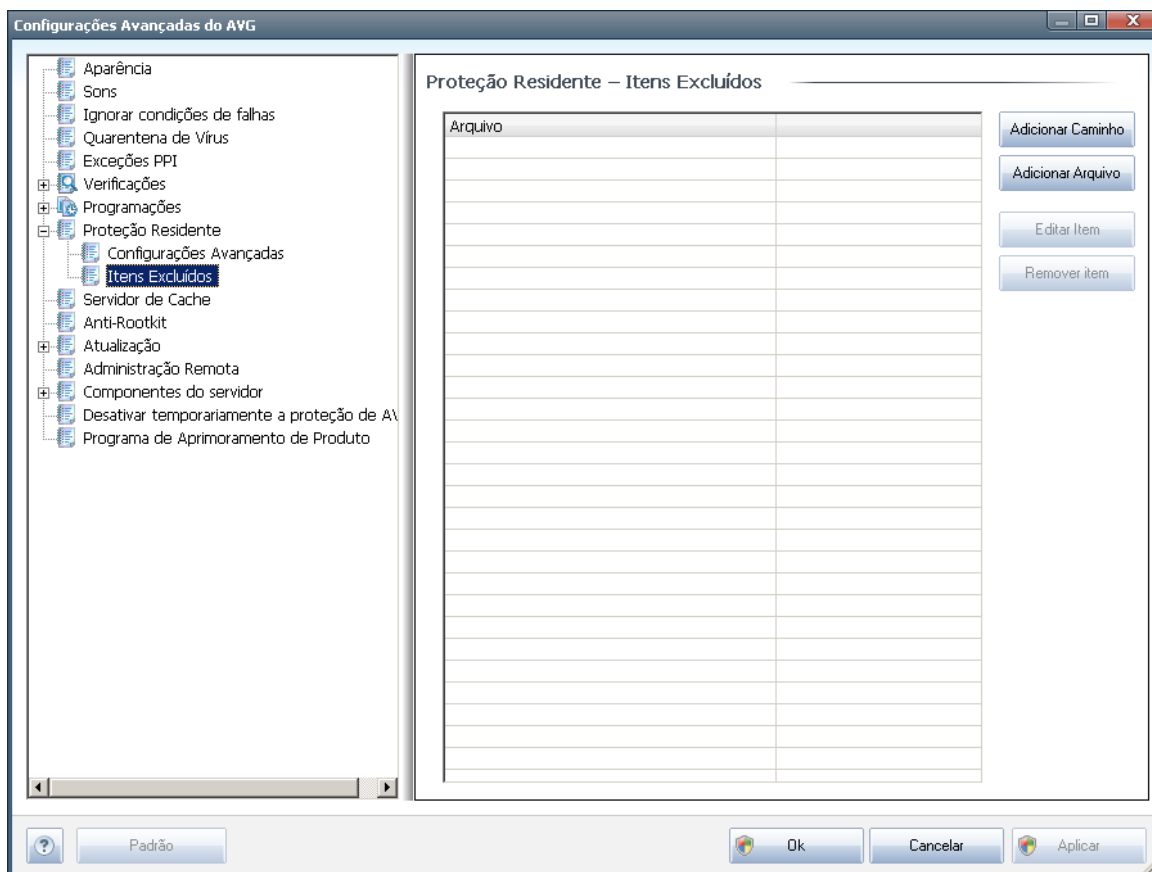 Configurações Avançadas do AVG
Aparência
Sons
Ignorar condições de falhas
Quarentena de Vírus
Exceções PPI
Verificações
Programações
Proteção Residente
Configurações Avançadas
Itens Excluídos
Servidor de Cache
Anti-Rootkit
Atualização
Administração Remota
Componentes do servidor
Desativar temporariamente a proteção de
Programa de Aprimoramento de Produto
Proteção Residente – Itens Excluídos
Arquivo
Adicionar Caminho
Adicionar Arquivo
Editar Item
Remover item
?
Padrão
Ok
Cancelar
Aplicar